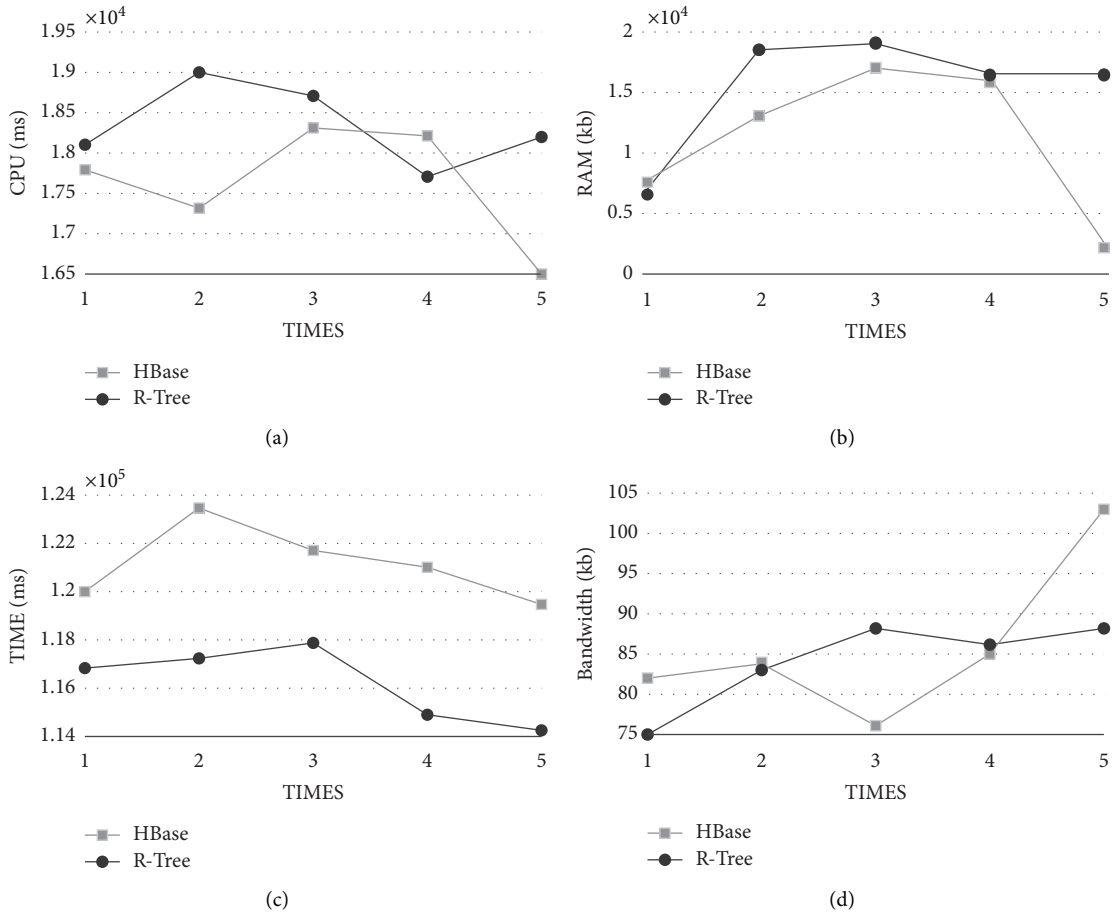 ×10⁴
1.95
1.9
1.85
1.8
1.75
1.7
1.65
CPU (ms)
1 2 3 4 5
TIMES
HBase
R-Tree
(a)
×10⁴
2
1.5
1
0.5
0
RAM (kb)
1 2 3 4 5
TIMES
HBase
R-Tree
(b)
×10⁵
1.24
1.22
1.2
1.18
1.16
1.14
TIME (ms)
1 2 3 4 5
TIMES
HBase
R-Tree
(c)
105
100
95
90
85
80
75
Bandwidth (kb)
1 2 3 4 5
TIMES
HBase
R-Tree
(d)